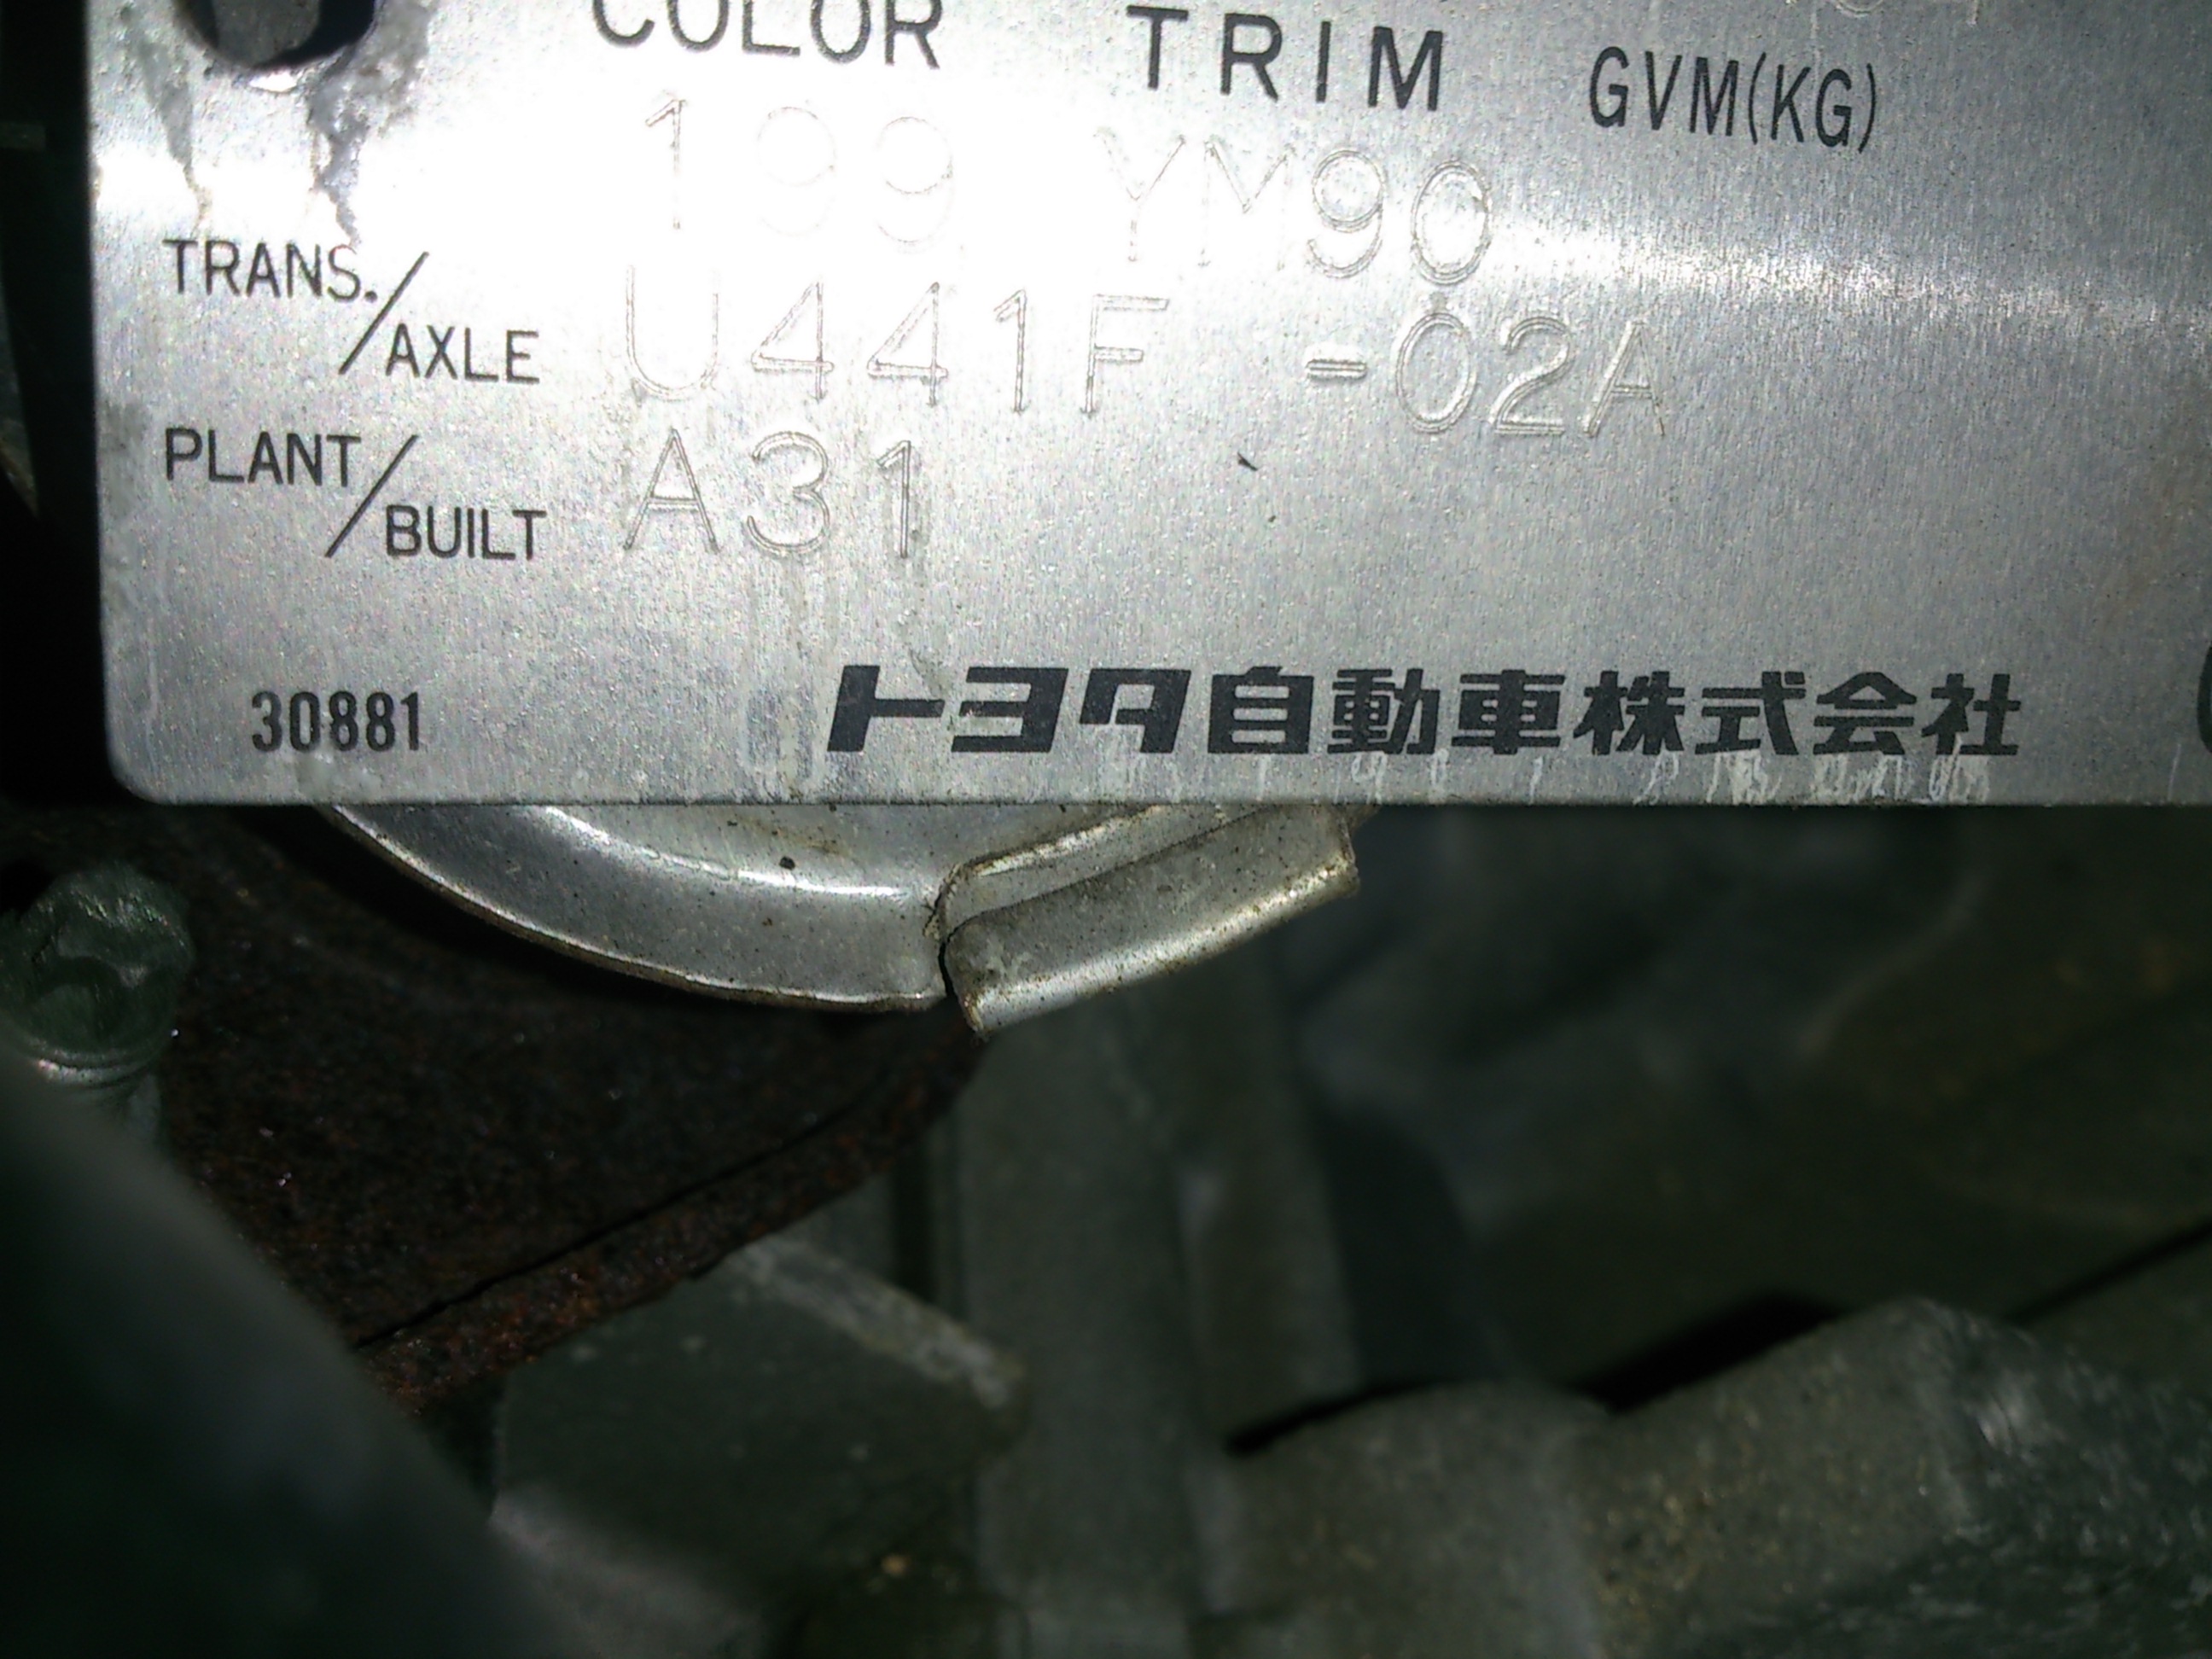 COLOR TRIM GVM(KG)
199 YM90
TRANS./AXLE U441F -02A
PLANT/BUILT A31
30881 トヨタ自動車株式会社